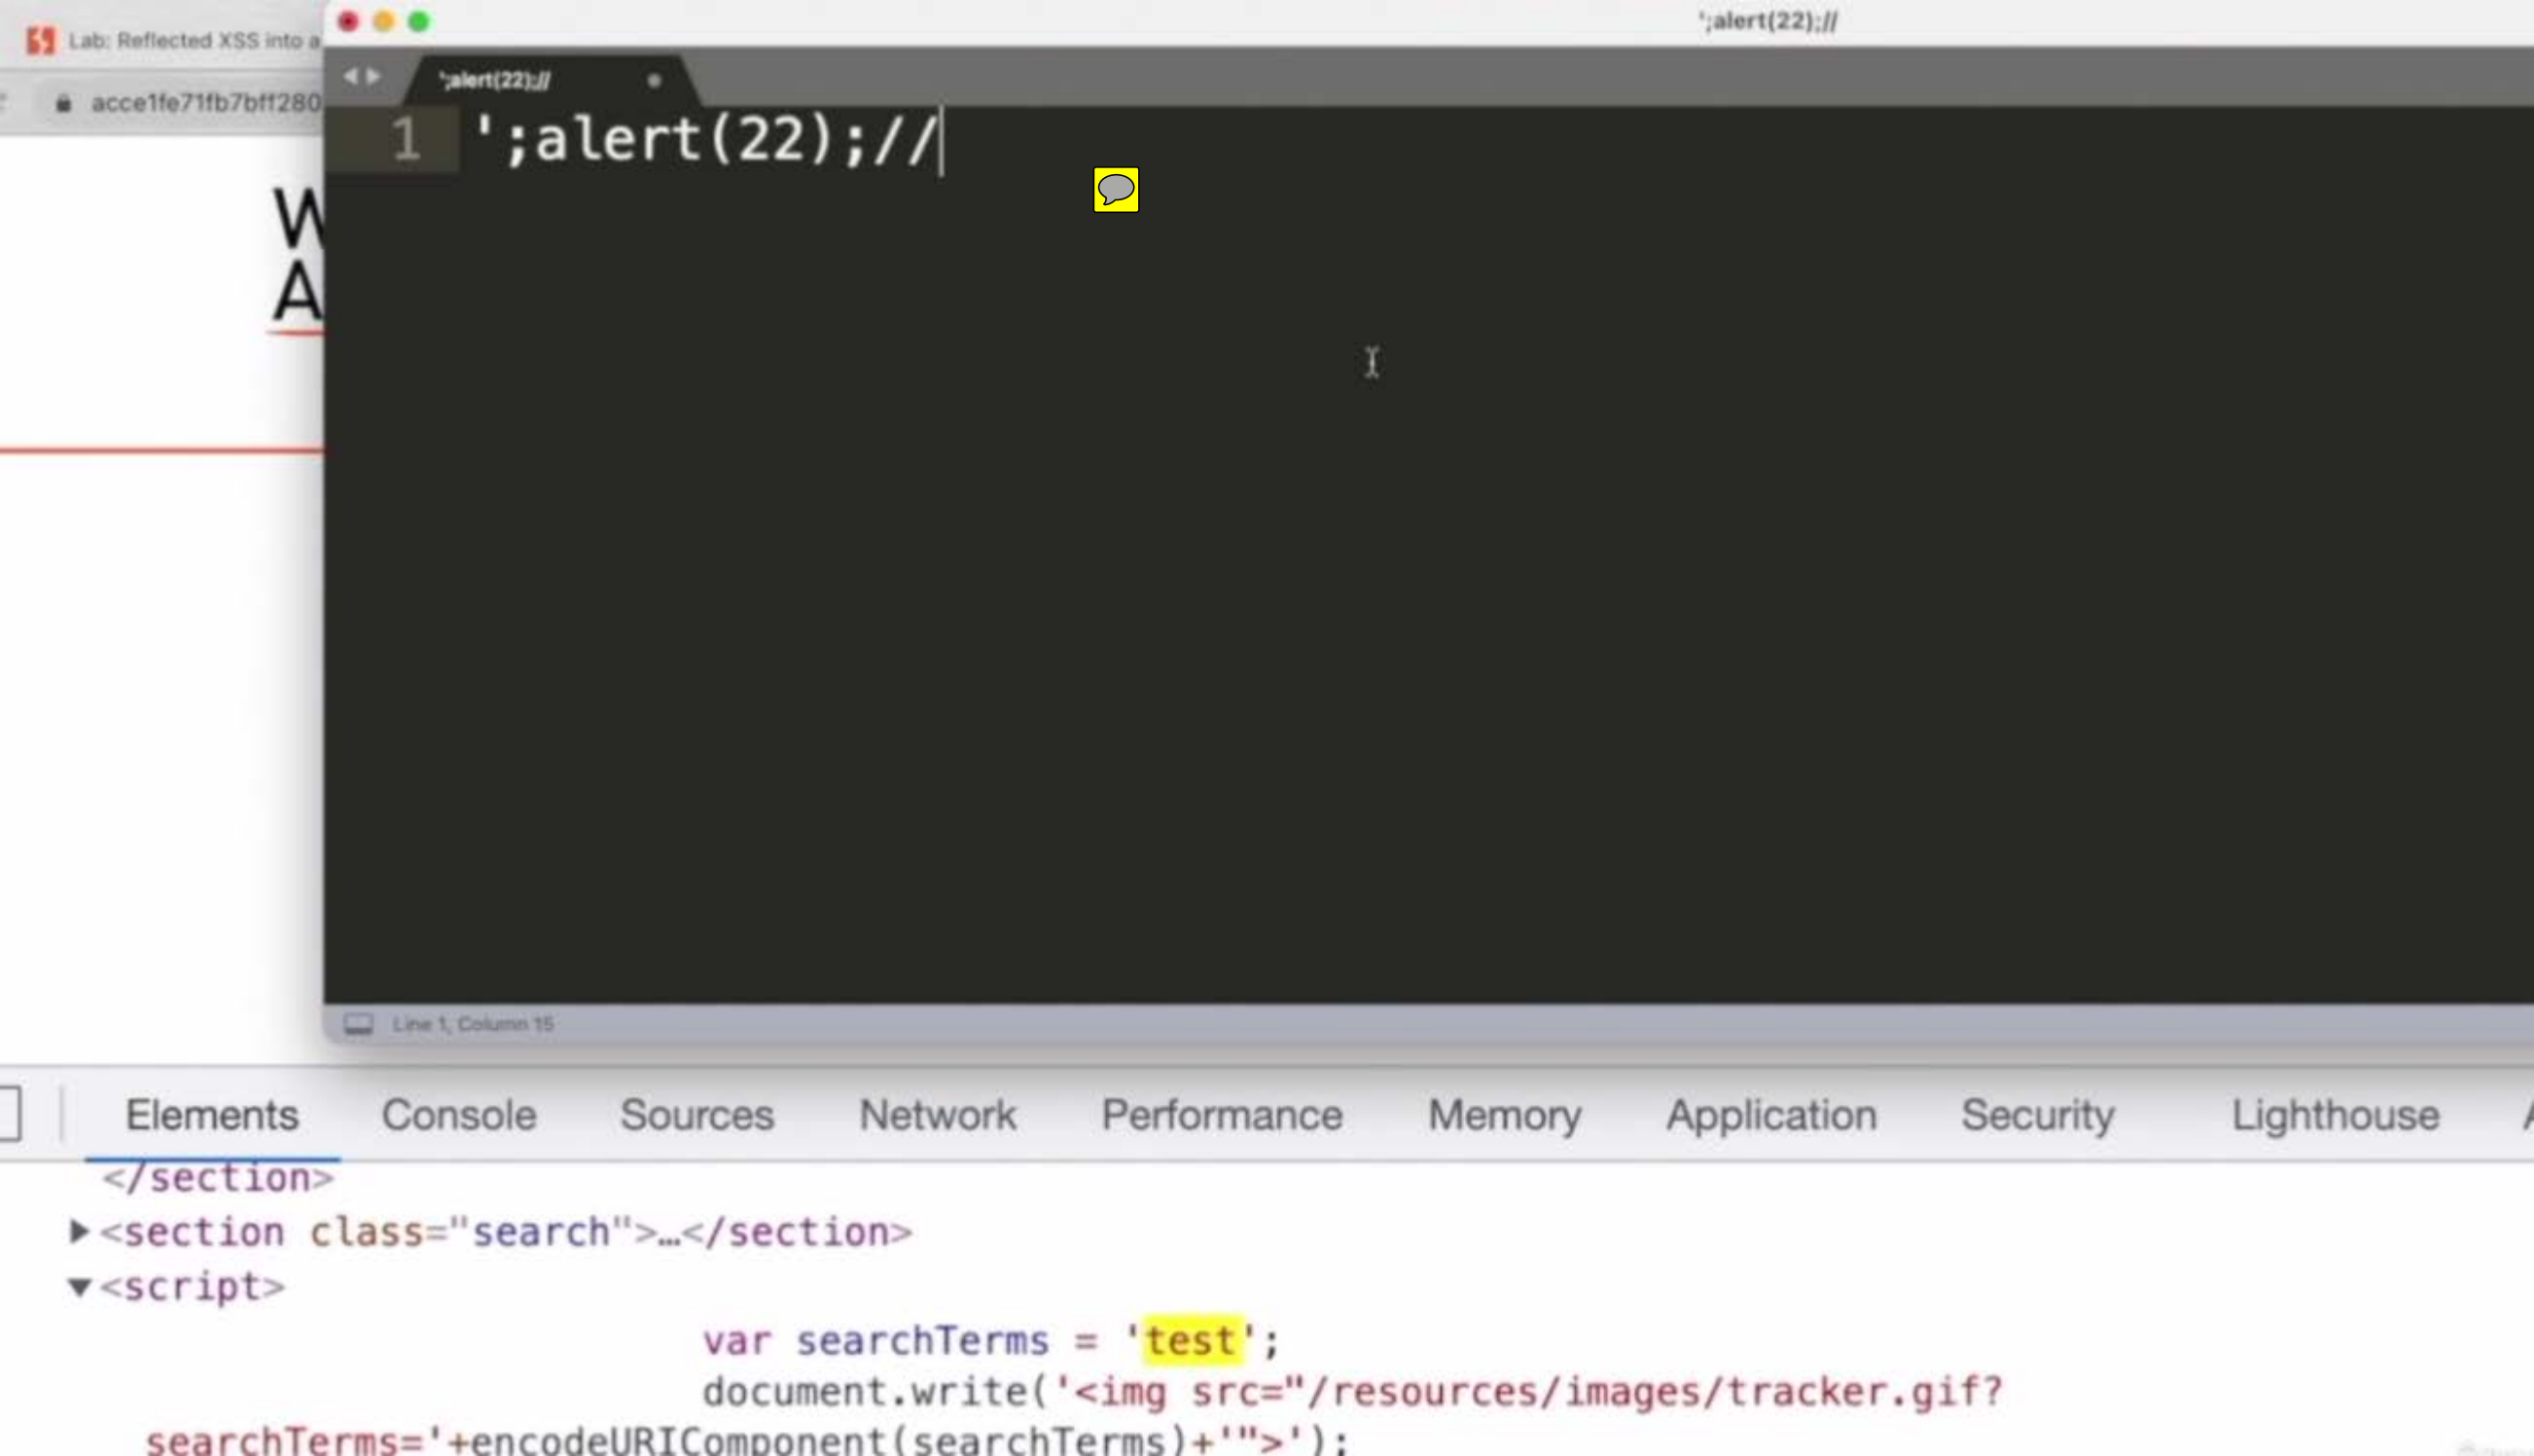 Lab: Reflected XSS into a
';alert(22);//
';alert(22);//
acce1fe71fb7bff280
1 ';alert(22);//
W
A
Line 1, Column 15
Elements Console Sources Network Performance Memory Application Security Lighthouse
</section>
<section class="search">…</section>
<script>
var searchTerms = 'test';
document.write('<img src="/resources/images/tracker.gif?
searchTerms='+encodeURIComponent(searchTerms)+'">');